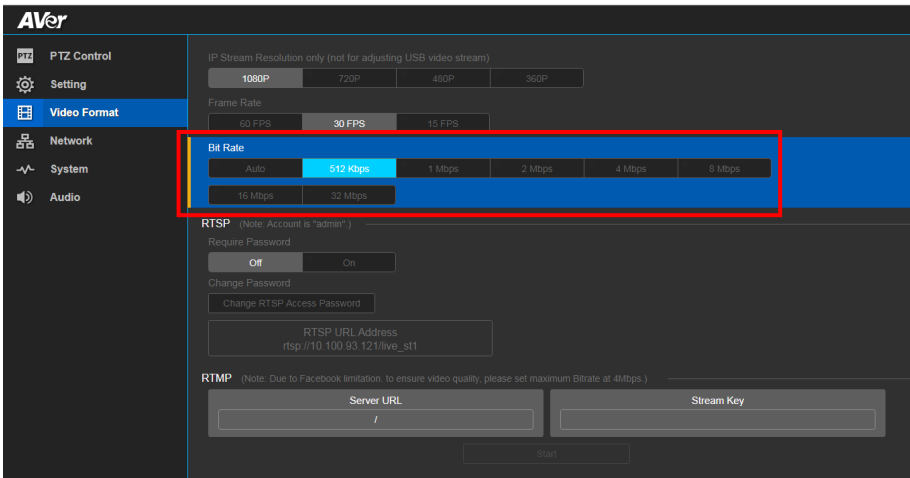 AVer
PTZ PTZ Control
Setting
Video Format
Network
System
Audio
IP Stream Resolution only (not for adjusting USB video stream)
1080P 720P 480P 360P
Frame Rate
60 FPS 30 FPS 15 FPS
Bit Rate
Auto 512 Kbps 1 Mbps 2 Mbps 4 Mbps 8 Mbps
16 Mbps 32 Mbps
RTSP (Note: Account is "admin".)
Require Password
Off On
Change Password
Change RTSP Access Password
RTSP URL Address
rtsp://10.100.93.121/live_st1
RTMP (Note: Due to Facebook limitation, to ensure video quality, please set maximum Bitrate at 4Mbps.)
Server URL Stream Key
/
Start